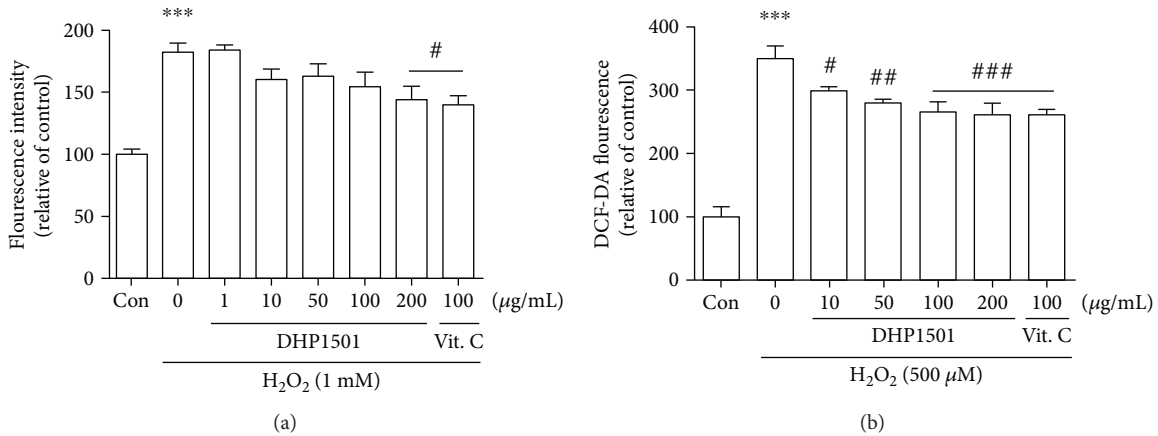 Flourescence intensity
(relative of control)
200
150
100
50
0
***
#
Con 0 1 10 50 100 200 100 (μg/mL)
DHP1501 Vit. C
H₂O₂ (1 mM)
(a)
DCF-DA flourescence
(relative of control)
400
300
200
100
0
***
# ## ###
Con 0 10 50 100 200 100 (μg/mL)
DHP1501 Vit. C
H₂O₂ (500 μM)
(b)